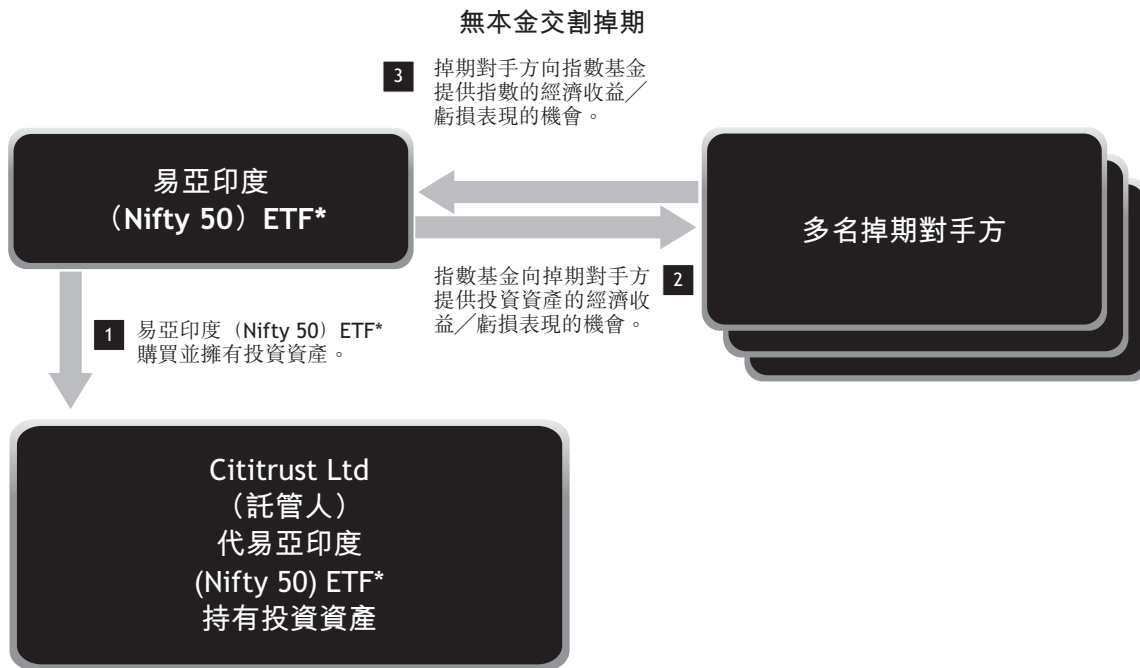 無本金交割掉期
3
掉期對手方向指數基金
提供指數的經濟收益╱
虧損表現的機會。
易亞印度
（Nifty 50）ETF*
多名掉期對手方
指數基金向掉期對手方
提供投資資產的經濟收
益╱虧損表現的機會。
2
1
易亞印度（Nifty 50）ETF*
購買並擁有投資資產。
Cititrust Ltd
（託管人）
代易亞印度
(Nifty 50) ETF*
持有投資資產